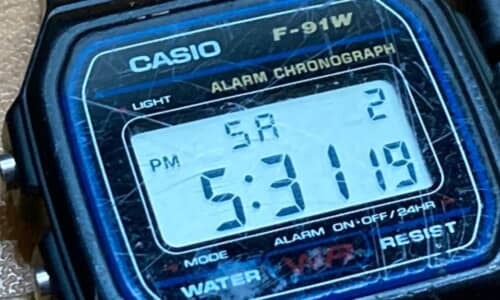 CASIO F-91W
ALARM CHRONOGRAPH
LIGHT
SA 2
PM 5:31 19
MODE ALARM ON·OFF/24HR
WATER WR RESIST